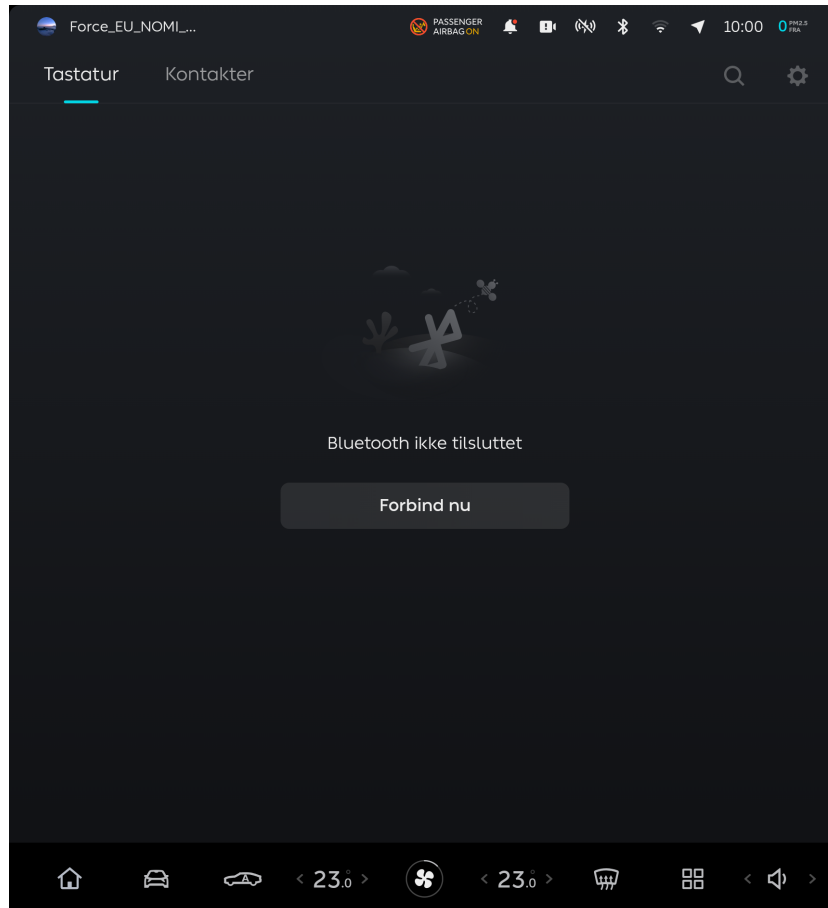 Force_EU_NOMI_...
PASSENGER
AIRBAG ON
10:00
0 PM2.5
FRA
Tastatur Kontakter
Bluetooth ikke tilsluttet
Forbind nu
A
< 23.0° >
< 23.0° >